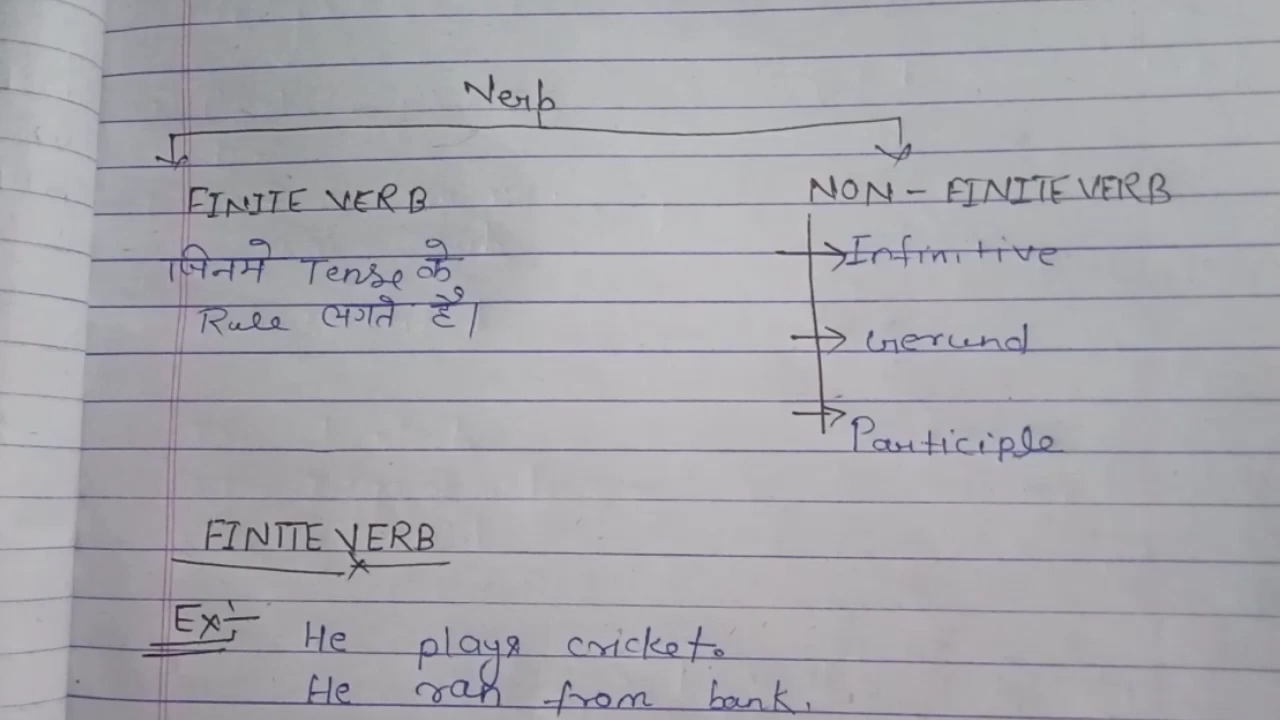 Verb
FINITE VERB
NON - FINITE VERB
जिनमे Tense के
Rule लगते है।
Infinitive
Gerund
Participle
FINITE VERB
Ex:-
He plays cricket.
He ran from bank.